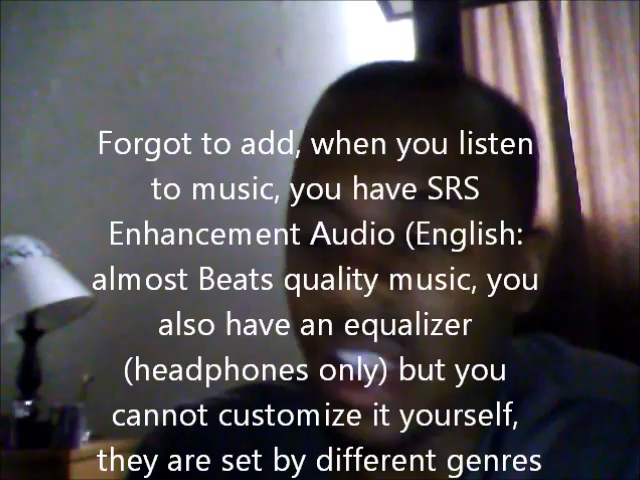 Forgot to add, when you listen
to music, you have SRS
Enhancement Audio (English:
almost Beats quality music, you
also have an equalizer
(headphones only) but you
cannot customize it yourself,
they are set by different genres